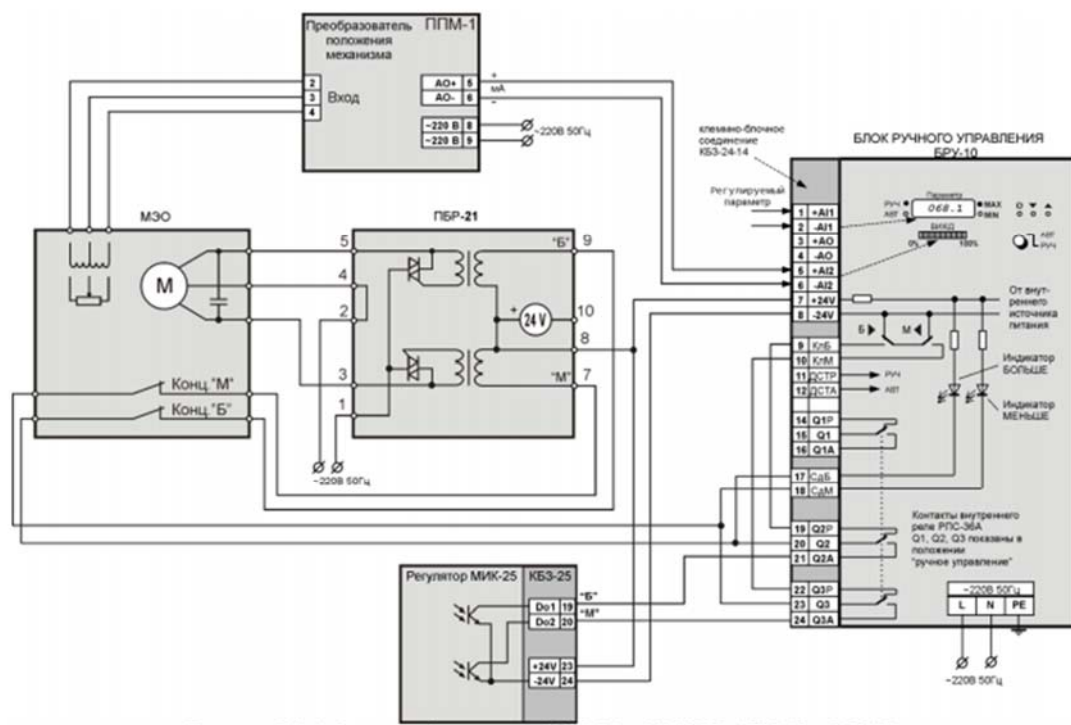 Преобразователь ППМ-1
положения
механизма
2
3 Вход
4
АО+ 5
АО- 6
+
мА
-
~220 В 8
~220 В 9
~220В 50Гц
клеммно-блочное
соединение
КБЗ-24-14
БЛОК РУЧНОГО УПРАВЛЕНИЯ
БРУ-10
Регулируемый
параметр
Параметр
РУЧ
АВТ
068.1
MAX
MIN
ВЫХОД
0% 100%
АВТ
РУЧ
1 +AI1
2 -AI1
3 +AO
4 -AO
5 +AI2
6 -AI2
7 +24V
8 -24V
От внут-
реннего
источника
питания
Б М
9 КлБ
10 КлМ
11 ДСТР РУЧ
12 ДСТА АВТ
Индикатор
БОЛЬШЕ
Индикатор
МЕНЬШЕ
14 Q1P
15 Q1
16 Q1A
17 СдБ
18 СдМ
19 Q2P
20 Q2
21 Q2A
22 Q3P
23 Q3
24 Q3A
Контакты внутреннего
реле РПС-36А
Q1, Q2, Q3 показаны в
положении
"ручное управление"
~220В 50Гц
L N PE
~220В 50Гц
МЭО
М
Конц."М"
Конц."Б"
ПБР-21
5
4
2
3
1
"Б" 9
+
24 V
10
8
"М" 7
~220В 50Гц
Регулятор МИК-25 КБЗ-25
Do1 19 "Б"
Do2 20 "М"
+24V 23
-24V 24